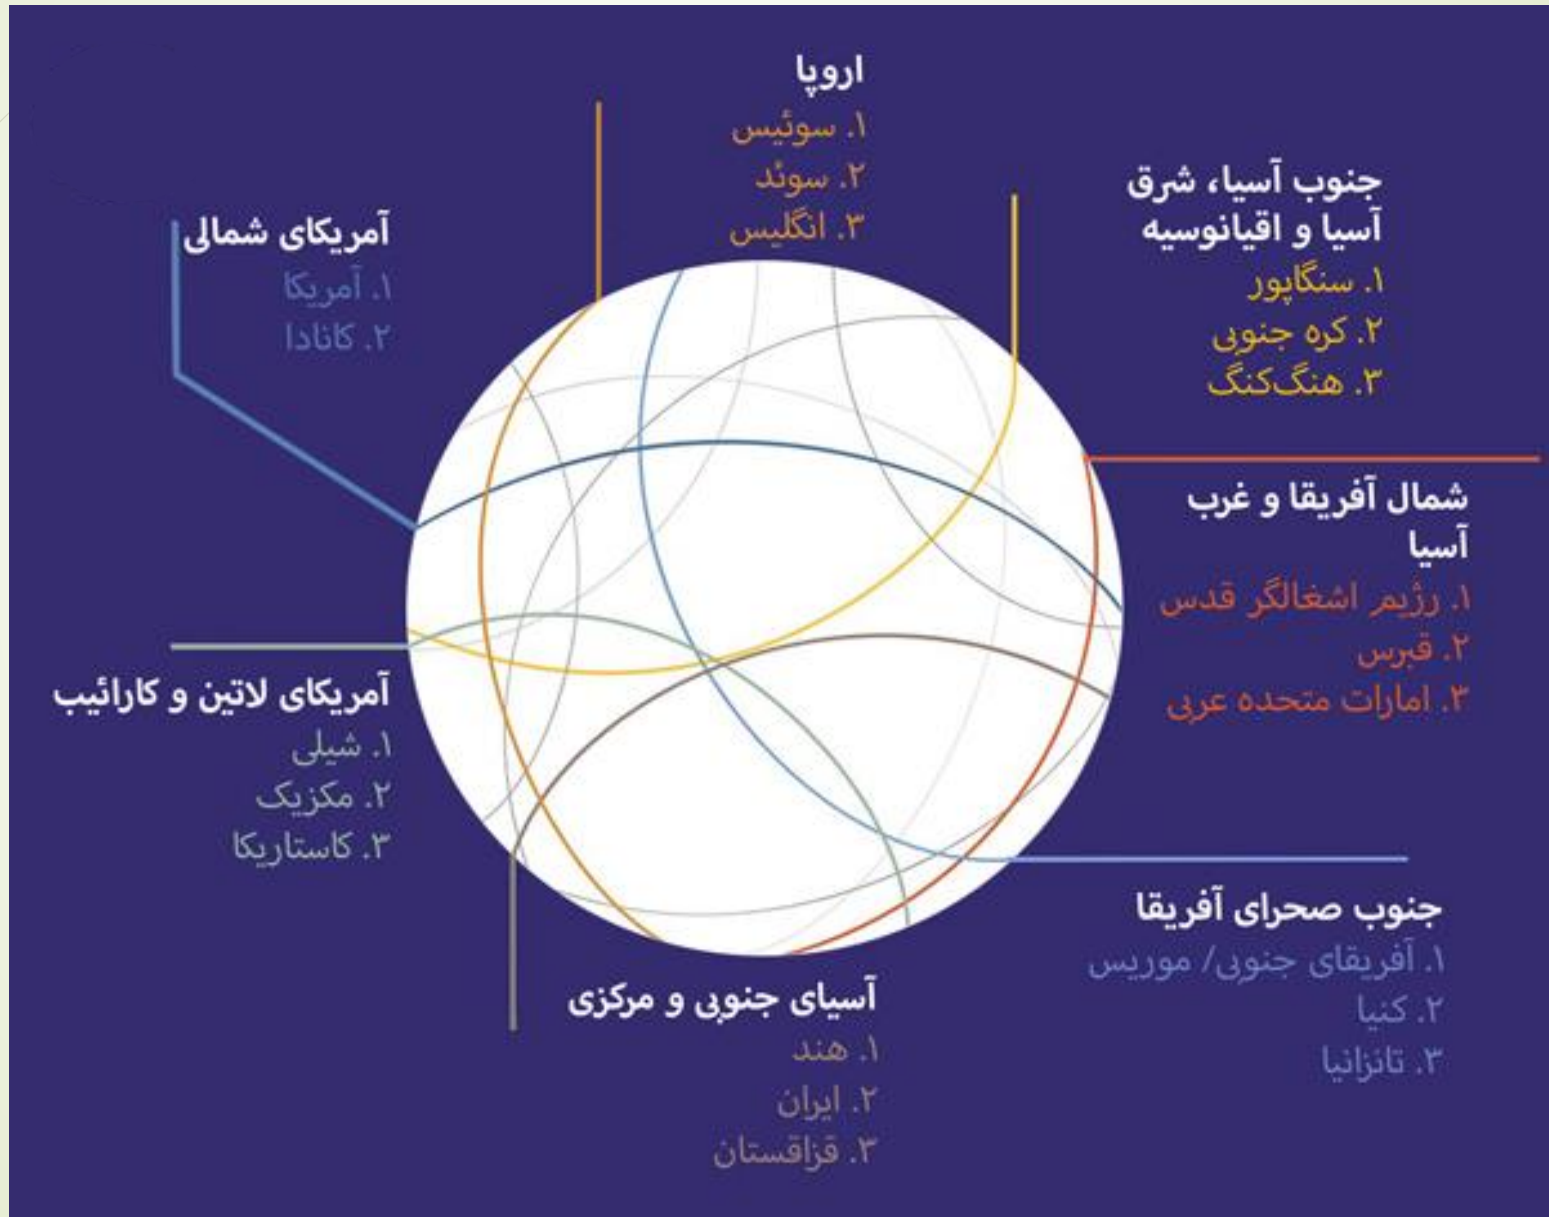 اروپا
۱. سوئیس
۲. سوئد
۳. انگلیس
جنوب آسیا، شرق
آسیا و اقیانوسیه
۱. سنگاپور
۲. کره جنوبی
۳. هنگ‌کنگ
آمریکای شمالی
۱. آمریکا
۲. کانادا
شمال آفریقا و غرب
آسیا
۱. رژیم اشغالگر قدس
۲. قبرس
۳. امارات متحده عربی
آمریکای لاتین و کارائیب
۱. شیلی
۲. مکزیک
۳. کاستاریکا
جنوب صحرای آفریقا
۱. آفریقای جنوبی/ موریس
۲. کنیا
۳. تانزانیا
آسیای جنوبی و مرکزی
۱. هند
۲. ایران
۳. قزاقستان